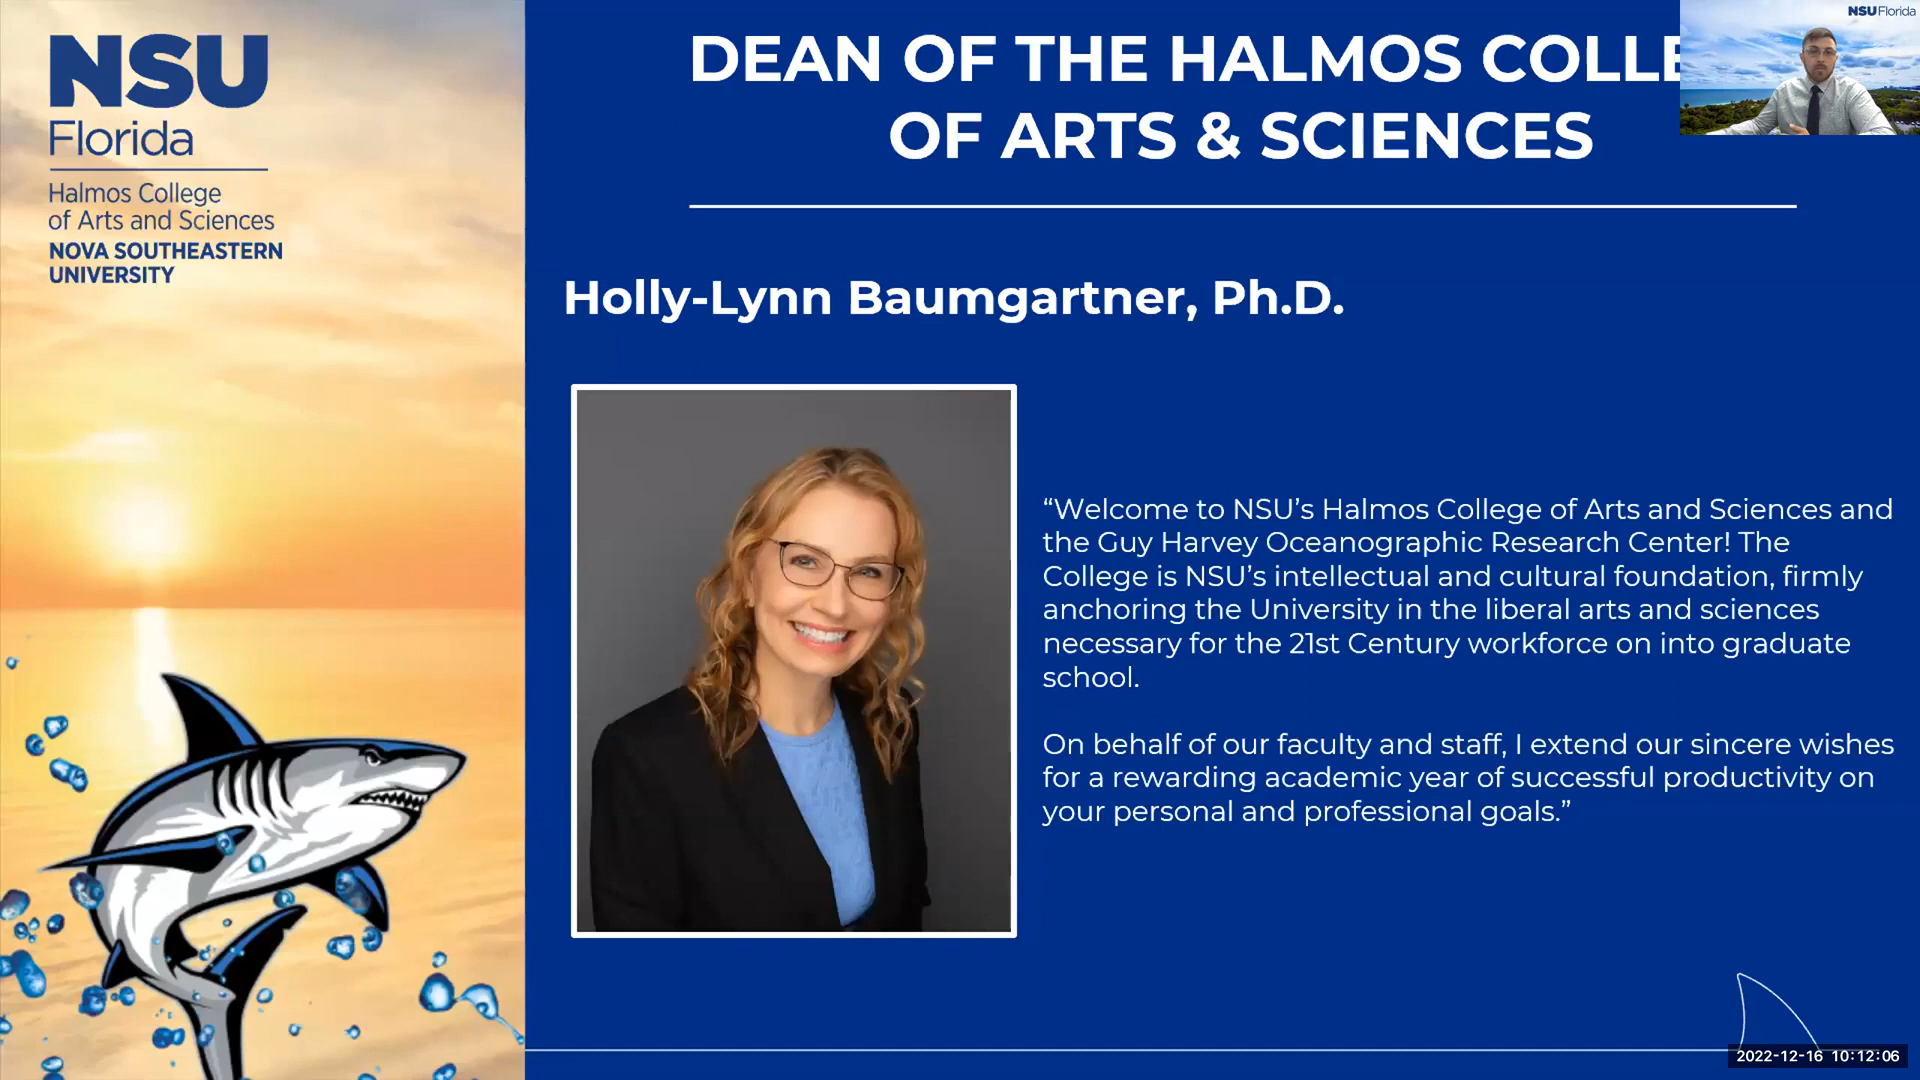 NSU
Florida
Halmos College
of Arts and Sciences
NOVA SOUTHEASTERN
UNIVERSITY
DEAN OF THE HALMOS COLLE
OF ARTS & SCIENCES
NSU Florida
Holly-Lynn Baumgartner, Ph.D.
“Welcome to NSU’s Halmos College of Arts and Sciences and
the Guy Harvey Oceanographic Research Center! The
College is NSU’s intellectual and cultural foundation, firmly
anchoring the University in the liberal arts and sciences
necessary for the 21st Century workforce on into graduate
school.
On behalf of our faculty and staff, I extend our sincere wishes
for a rewarding academic year of successful productivity on
your personal and professional goals.”
2022-12-16 10:12:06